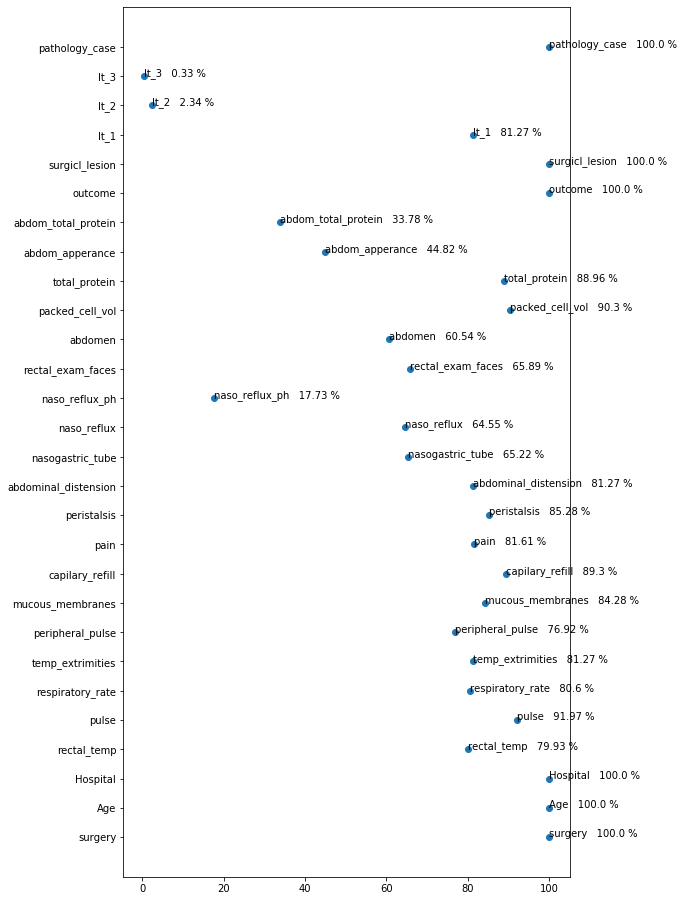 pathology_case pathology_case 100.0 %
lt_3 lt_3 0.33 %
lt_2 lt_2 2.34 %
lt_1 lt_1 81.27 %
surgicl_lesion surgicl_lesion 100.0 %
outcome outcome 100.0 %
abdom_total_protein abdom_total_protein 33.78 %
abdom_apperance abdom_apperance 44.82 %
total_protein total_protein 88.96 %
packed_cell_vol packed_cell_vol 90.3 %
abdomen abdomen 60.54 %
rectal_exam_faces rectal_exam_faces 65.89 %
naso_reflux_ph naso_reflux_ph 17.73 %
naso_reflux naso_reflux 64.55 %
nasogastric_tube nasogastric_tube 65.22 %
abdominal_distension abdominal_distension 81.27 %
peristalsis peristalsis 85.28 %
pain pain 81.61 %
capilary_refill capilary_refill 89.3 %
mucous_membranes mucous_membranes 84.28 %
peripheral_pulse peripheral_pulse 76.92 %
temp_extrimities temp_extrimities 81.27 %
respiratory_rate respiratory_rate 80.6 %
pulse pulse 91.97 %
rectal_temp rectal_temp 79.93 %
Hospital Hospital 100.0 %
Age Age 100.0 %
surgery surgery 100.0 %
0 20 40 60 80 100